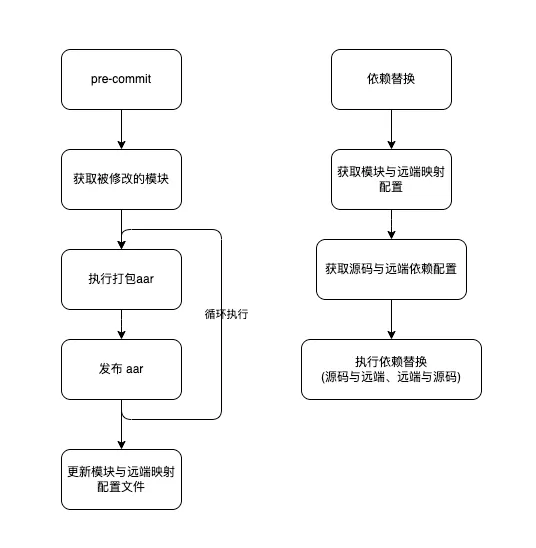 pre-commit
获取被修改的模块
执行打包aar
循环执行
发布 aar
更新模块与远端映射
配置文件
依赖替换
获取模块与远端映射
配置
获取源码与远端依赖配置
执行依赖替换
(源码与远端、远端与源码)